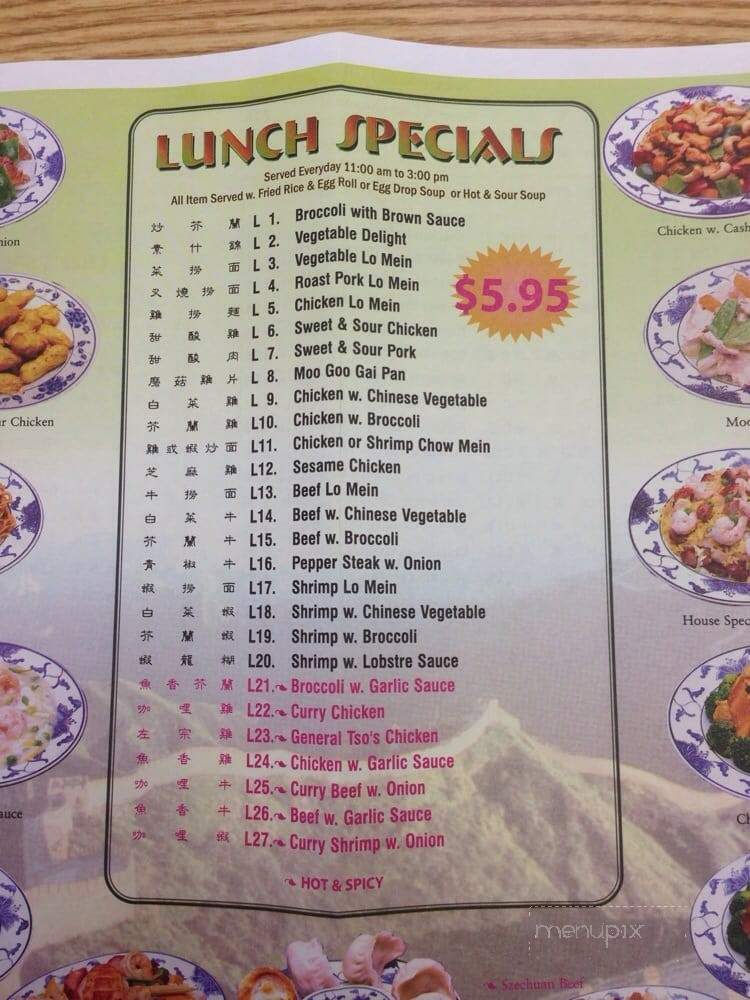 LUNCH SPECIALS
Served Everyday 11:00 am to 3:00 pm
All Item Served w. Fried Rice & Egg Roll or Egg Drop Soup or Hot & Sour Soup
$5.95
炒芥蘭 L 1. Broccoli with Brown Sauce
素什錦 L 2. Vegetable Delight
菜撈面 L 3. Vegetable Lo Mein
叉燒撈面 L 4. Roast Pork Lo Mein
雞撈麵 L 5. Chicken Lo Mein
甜酸雞 L 6. Sweet & Sour Chicken
甜酸肉 L 7. Sweet & Sour Pork
蘑菇雞片 L 8. Moo Goo Gai Pan
白菜雞 L 9. Chicken w. Chinese Vegetable
芥蘭雞 L10. Chicken w. Broccoli
雞或蝦炒面 L11. Chicken or Shrimp Chow Mein
芝麻雞 L12. Sesame Chicken
牛撈面 L13. Beef Lo Mein
白菜牛 L14. Beef w. Chinese Vegetable
芥蘭牛 L15. Beef w. Broccoli
青椒牛 L16. Pepper Steak w. Onion
蝦撈面 L17. Shrimp Lo Mein
白菜蝦 L18. Shrimp w. Chinese Vegetable
芥蘭蝦 L19. Shrimp w. Broccoli
蝦龍糊 L20. Shrimp w. Lobstre Sauce
魚香芥蘭 L21. Broccoli w. Garlic Sauce
咖哩雞 L22. Curry Chicken
左宗雞 L23. General Tso's Chicken
魚香雞 L24. Chicken w. Garlic Sauce
咖哩牛 L25. Curry Beef w. Onion
魚香牛 L26. Beef w. Garlic Sauce
咖哩蝦 L27. Curry Shrimp w. Onion
HOT & SPICY
nion
r Chicken
auce
Chicken w. Cash
Moo
House Spec
Ch
Szechuan Beef
menupix